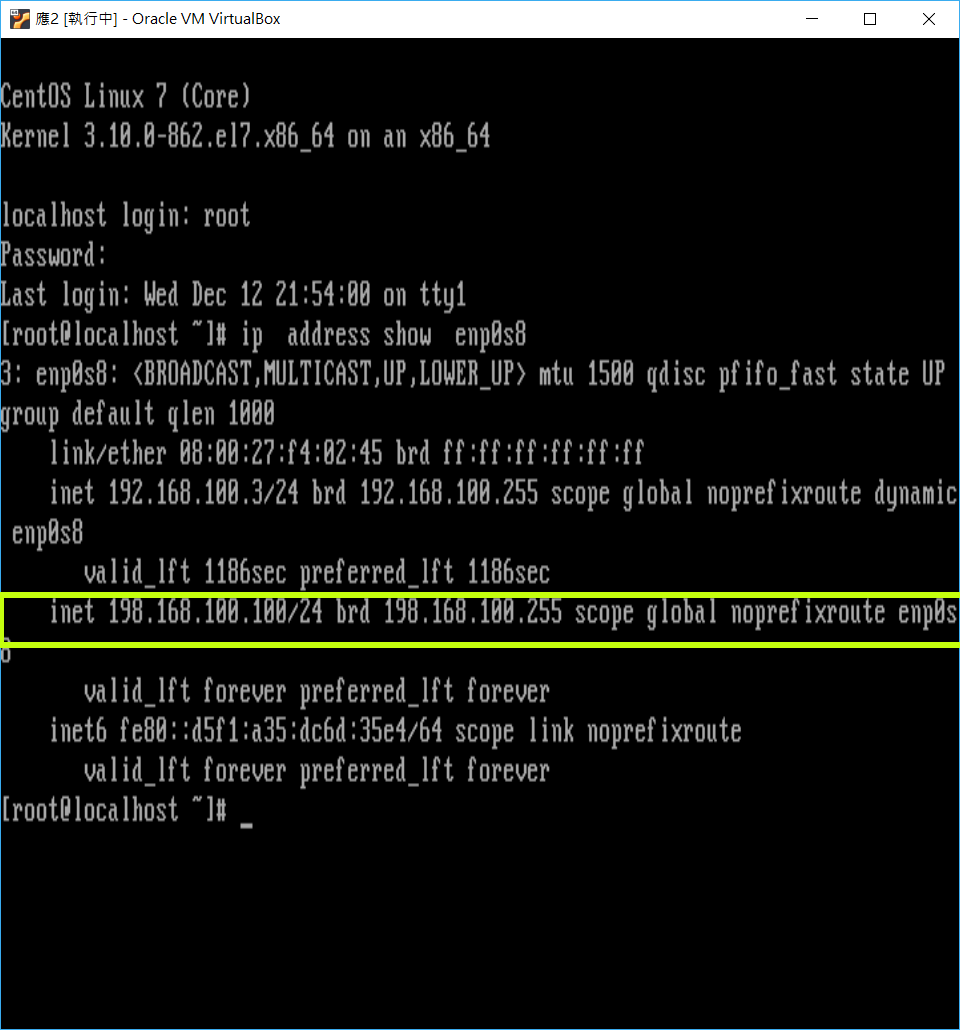 應2 [執行中] - Oracle VM VirtualBox
CentOS Linux 7 (Core)
Kernel 3.10.0-862.el7.x86_64 on an x86_64
localhost login: root
Password:
Last login: Wed Dec 12 21:54:00 on tty1
[root@localhost ~]# ip  address show  enp0s8
3: enp0s8: <BROADCAST,MULTICAST,UP,LOWER_UP> mtu 1500 qdisc pfifo_fast state UP
group default qlen 1000
    link/ether 08:00:27:f4:02:45 brd ff:ff:ff:ff:ff:ff
    inet 192.168.100.3/24 brd 192.168.100.255 scope global noprefixroute dynamic
 enp0s8
       valid_lft 1186sec preferred_lft 1186sec
    inet 198.168.100.100/24 brd 198.168.100.255 scope global noprefixroute enp0s
8
       valid_lft forever preferred_lft forever
    inet6 fe80::d5f1:a35:dc6d:35e4/64 scope link noprefixroute
       valid_lft forever preferred_lft forever
[root@localhost ~]# _